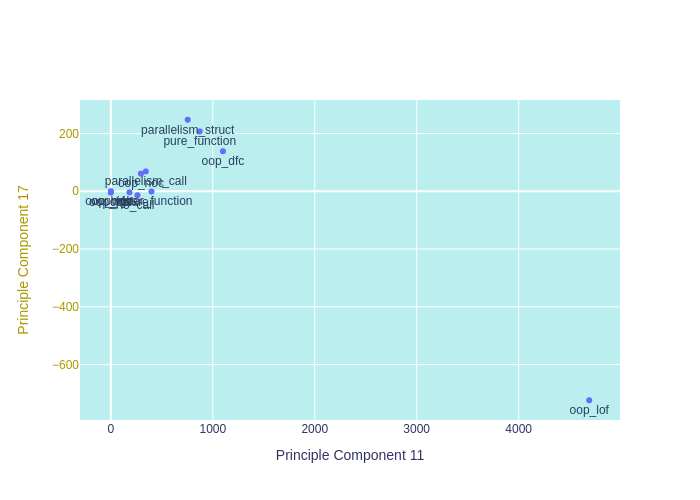 200
0
−200
−400
−600
Principle Component 17
parallelism_struct
pure_function
oop_dfc
parallelism_call
oop_noc
oop_lof
0
1000
2000
3000
4000
Principle Component 11